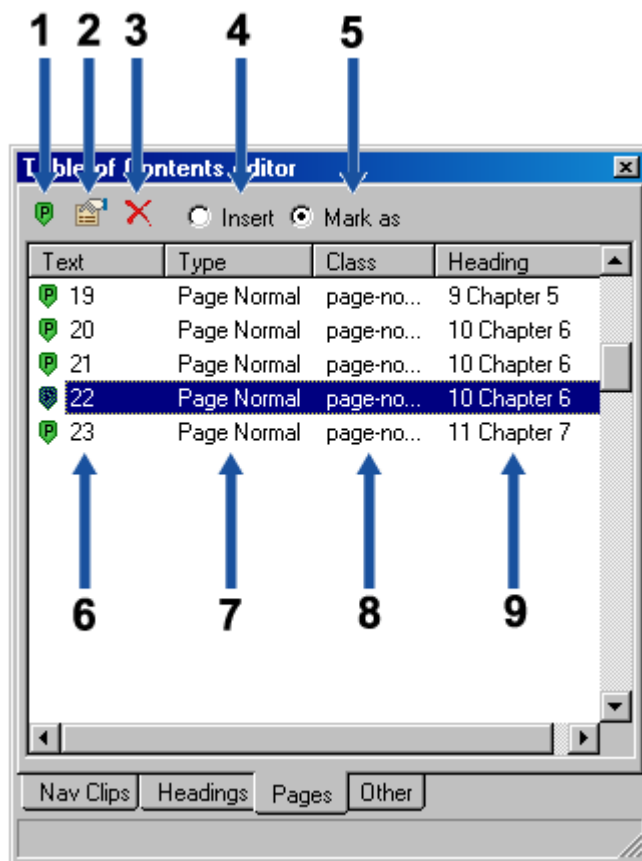 1 2 3 4 5
Table of Contents editor
Insert Mark as
Text Type Class Heading
19 Page Normal page-no... 9 Chapter 5
20 Page Normal page-no... 10 Chapter 6
21 Page Normal page-no... 10 Chapter 6
22 Page Normal page-no... 10 Chapter 6
23 Page Normal page-no... 11 Chapter 7
6 7 8 9
Nav Clips Headings Pages Other